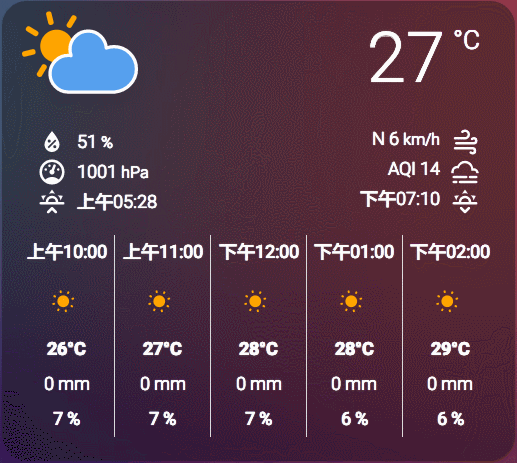 27 °C
51 %
N 6 km/h
1001 hPa
AQI 14
上午05:28
下午07:10
上午10:00 上午11:00 下午12:00 下午01:00 下午02:00
26°C 27°C 28°C 28°C 29°C
0 mm 0 mm 0 mm 0 mm 0 mm
7 % 7 % 7 % 6 % 6 %